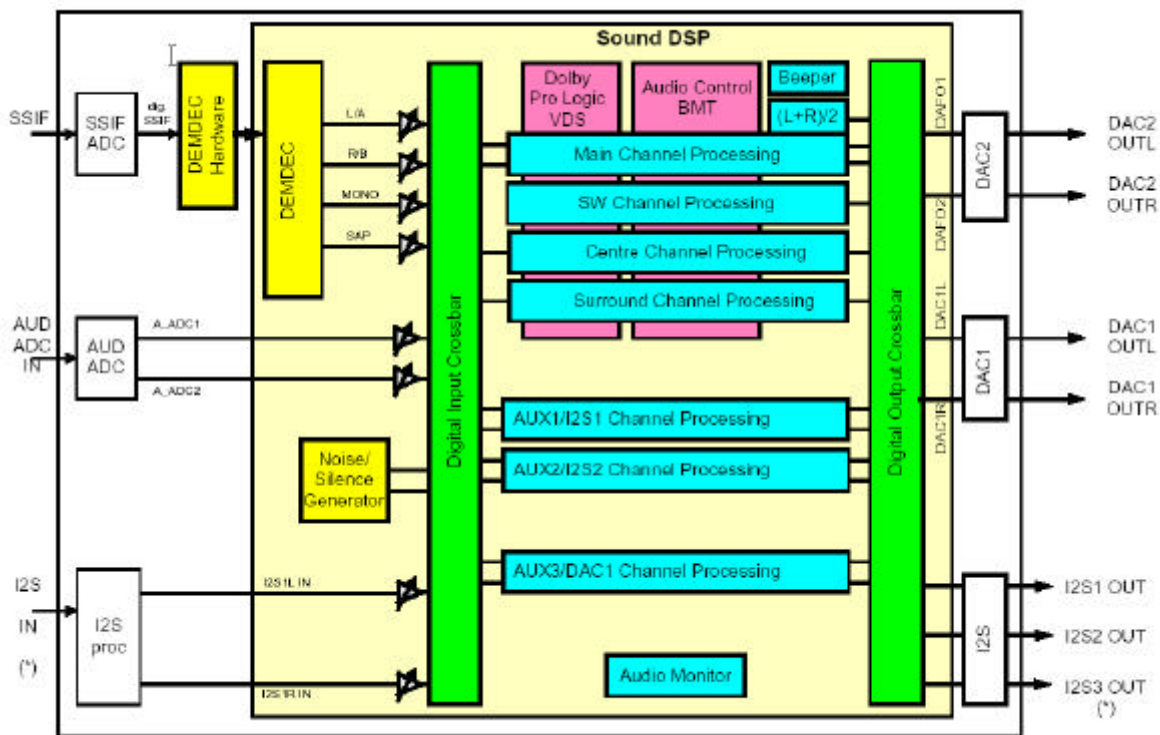 Sound DSP
SSIF
SSIF
ADC
dig
SSIF
DEMDEC
Hardware
DEMDEC
L/A
R/B
MONO
SAP
AUD
ADC
IN
AUD
ADC
A_ADC1
A_ADC2
Noise/
Silence
Generator
I2S
IN
(*)
I2S
proc
I2S1L IN
I2S1R IN
Digital Input Crossbar
Dolby
Pro Logic
VDS
Audio Control
BMT
Beeper
(L+R)/2
Main Channel Processing
SW Channel Processing
Centre Channel Processing
Surround Channel Processing
AUX1/I2S1 Channel Processing
AUX2/I2S2 Channel Processing
AUX3/DAC1 Channel Processing
Audio Monitor
Digital Output Crossbar
DAFO1
DAFO2
DAC1L
DAC1R
DAC2
DAC1
I2S
DAC2
OUTL
DAC2
OUTR
DAC1
OUTL
DAC1
OUTR
I2S1 OUT
I2S2 OUT
I2S3 OUT
(*)